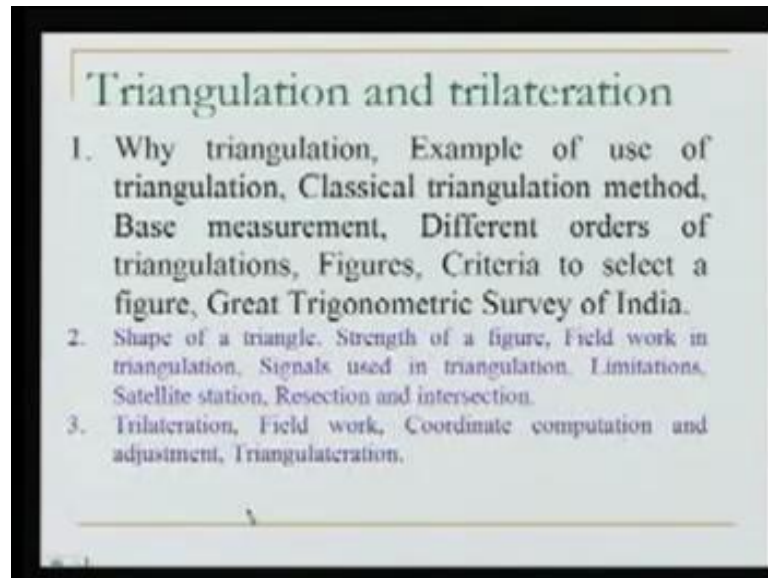 Triangulation and trilateration
1. Why triangulation, Example of use of
triangulation, Classical triangulation method,
Base measurement, Different orders of
triangulations, Figures, Criteria to select a
figure, Great Trigonometric Survey of India.
2. Shape of a triangle, Strength of a figure, Field work in
triangulation, Signals used in triangulation, Limitations,
Satellite station, Resection and intersection.
3. Trilateration, Field work, Coordinate computation and
adjustment, Triangulateration.